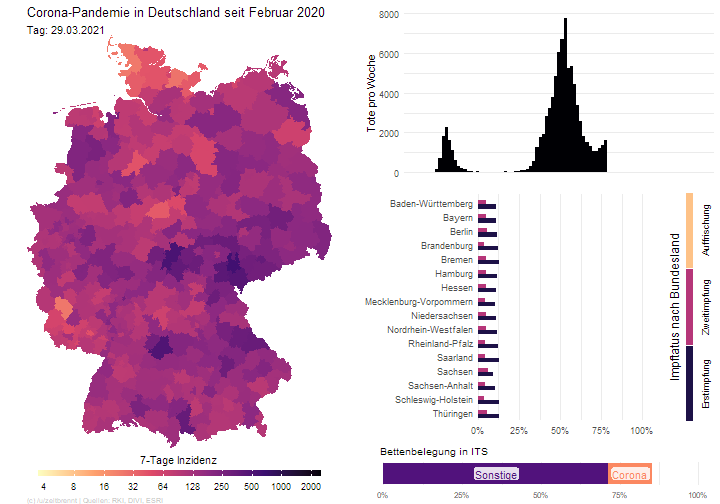 Corona-Pandemie in Deutschland seit Februar 2020
Tag: 29.03.2021
7-Tage Inzidenz
4 8 16 32 64 128 250 500 1000 2000
(c) /u/zeitbrennt | Quellen: RKI, DIVI, ESRI
Tote pro Woche
8000
6000
4000
2000
0
Impfstatus nach Bundesland
Auffrischung
Zweitimpfung
Erstimpfung
Baden-Württemberg
Bayern
Berlin
Brandenburg
Bremen
Hamburg
Hessen
Mecklenburg-Vorpommern
Niedersachsen
Nordrhein-Westfalen
Rheinland-Pfalz
Saarland
Sachsen
Sachsen-Anhalt
Schleswig-Holstein
Thüringen
0% 25% 50% 75% 100%
Bettenbelegung in ITS
Sonstige
Corona
0% 25% 50% 75% 100%